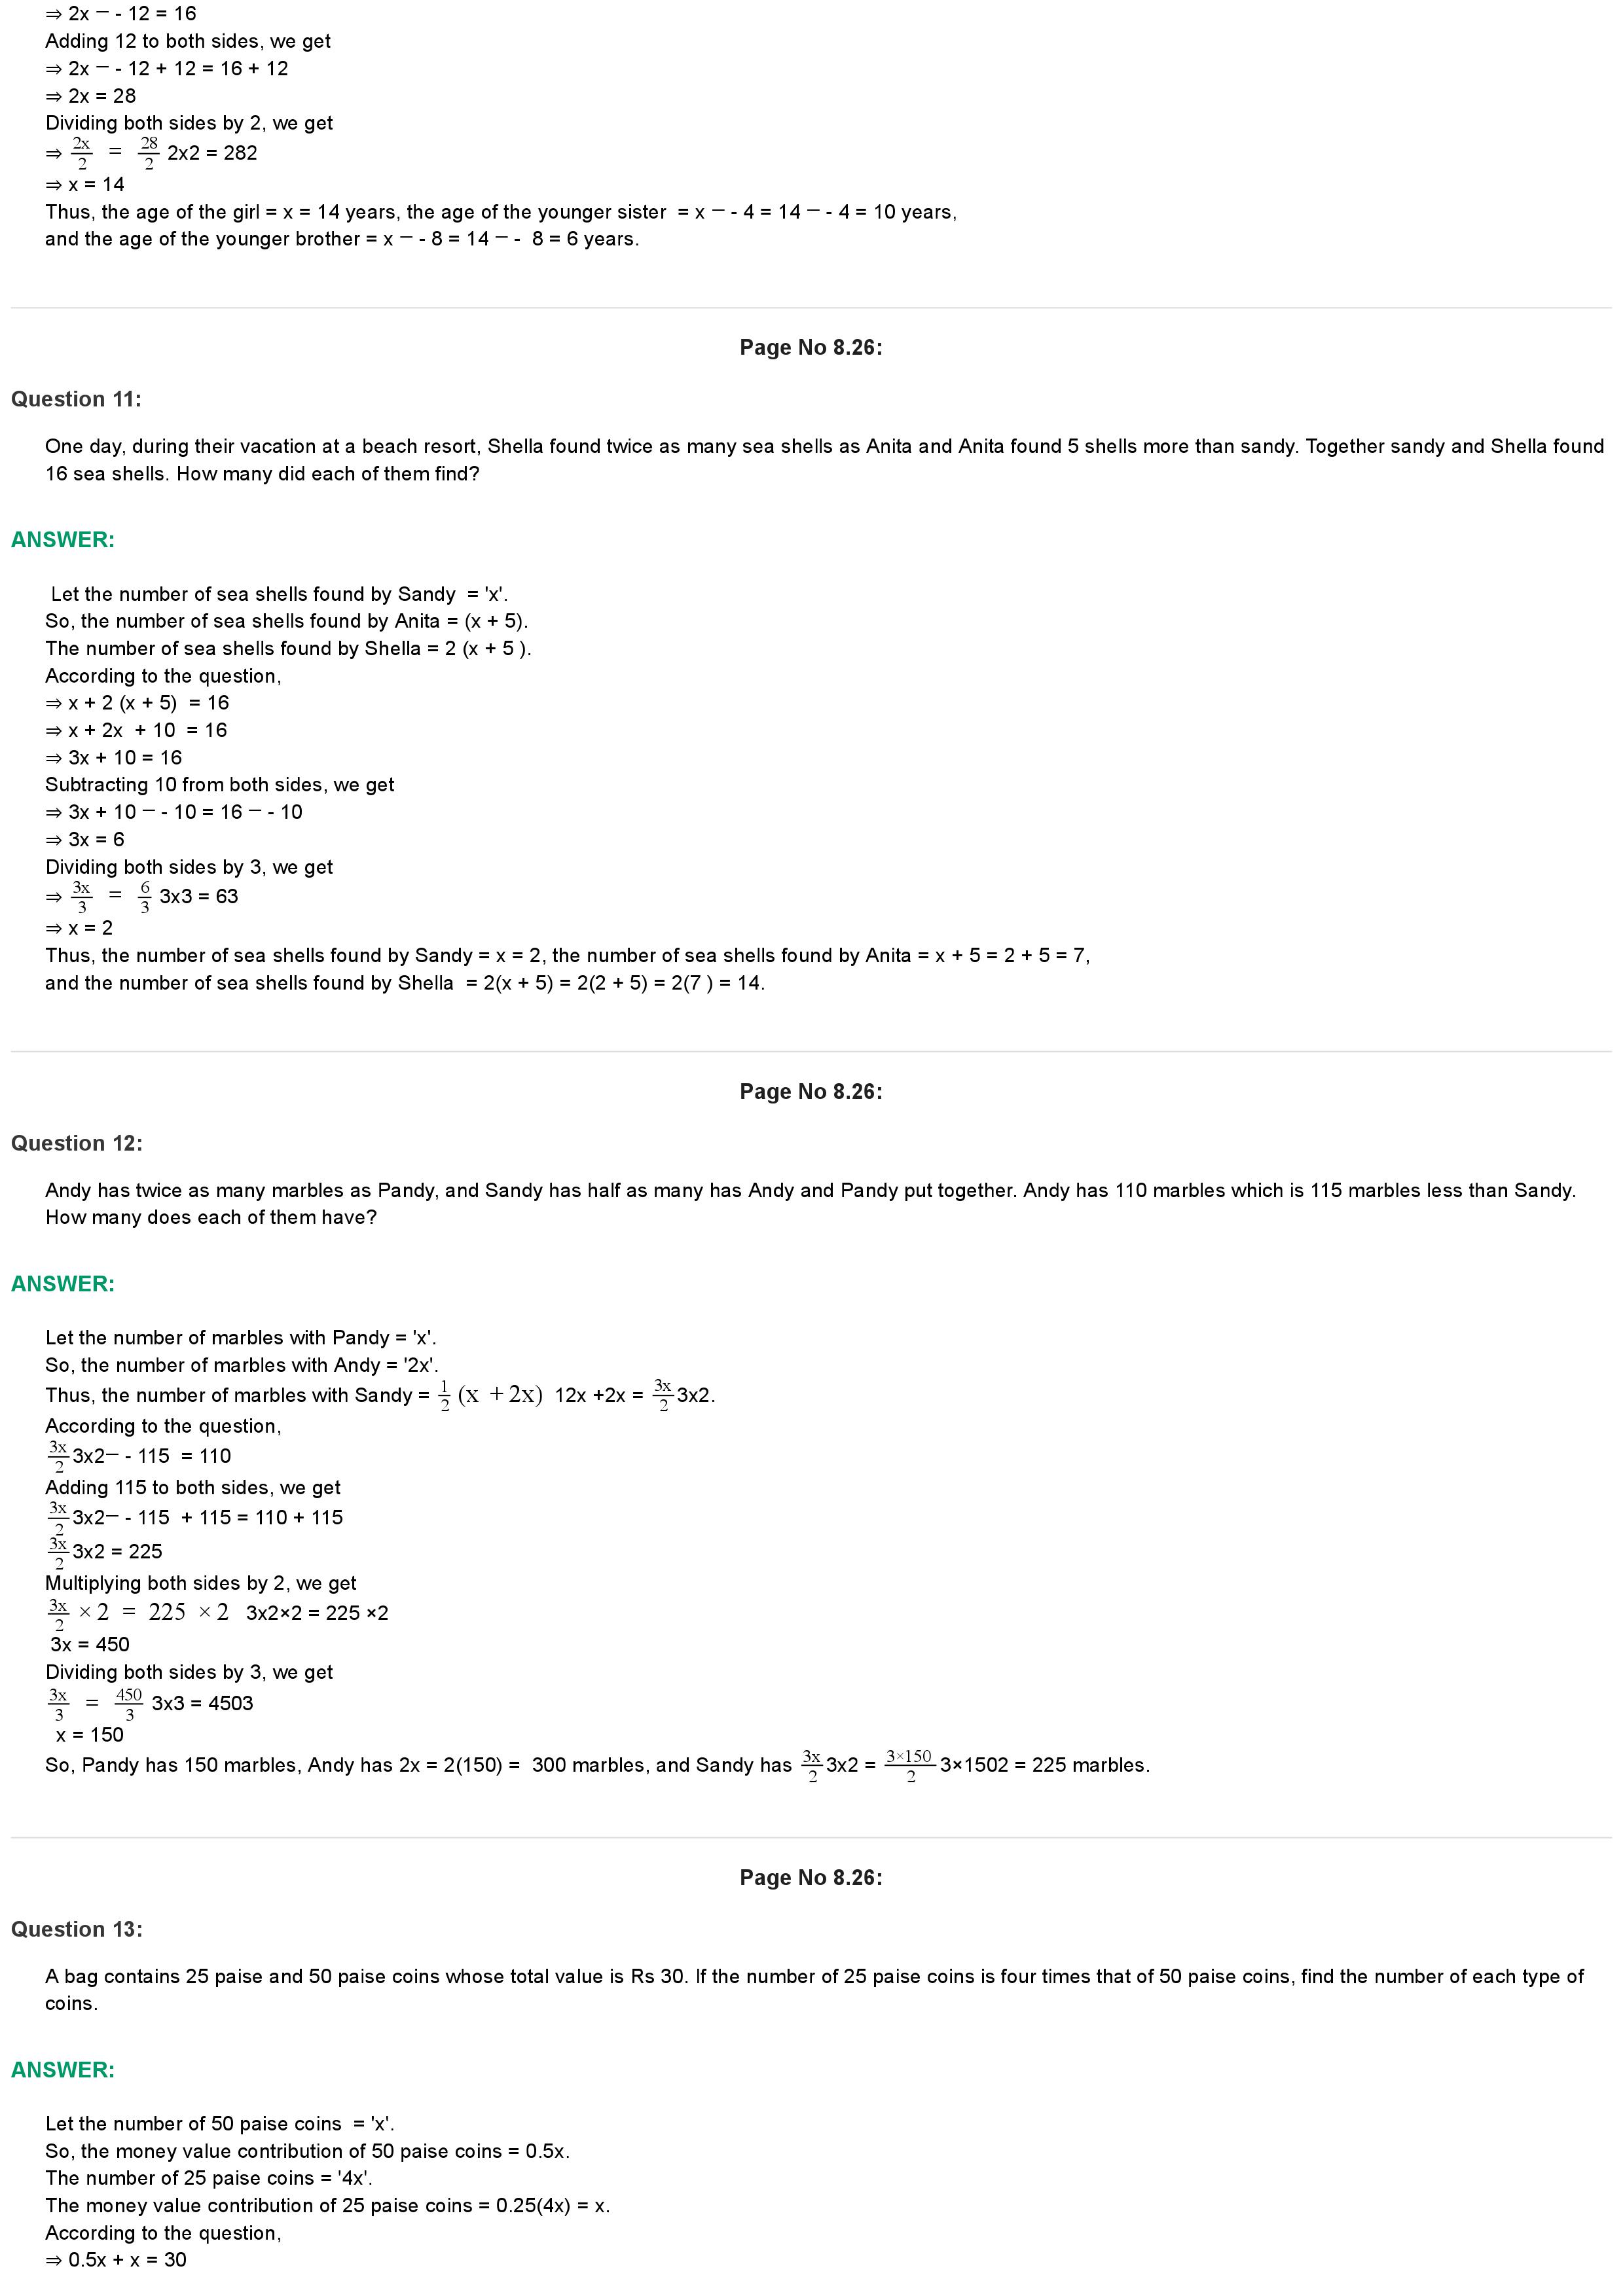 ⇒ 2x − - 12 = 16
Adding 12 to both sides, we get
⇒ 2x − - 12 + 12 = 16 + 12
⇒ 2x = 28
Dividing both sides by 2, we get
⇒ 2x/2 = 28/2 2x2 = 282
⇒ x = 14
Thus, the age of the girl = x = 14 years, the age of the younger sister = x − - 4 = 14 − - 4 = 10 years,
and the age of the younger brother = x − - 8 = 14 − - 8 = 6 years.
Page No 8.26:
Question 11:
One day, during their vacation at a beach resort, Shella found twice as many sea shells as Anita and Anita found 5 shells more than sandy. Together sandy and Shella found
16 sea shells. How many did each of them find?
ANSWER:
Let the number of sea shells found by Sandy = 'x'.
So, the number of sea shells found by Anita = (x + 5).
The number of sea shells found by Shella = 2 (x + 5 ).
According to the question,
⇒ x + 2 (x + 5) = 16
⇒ x + 2x + 10 = 16
⇒ 3x + 10 = 16
Subtracting 10 from both sides, we get
⇒ 3x + 10 − - 10 = 16 − - 10
⇒ 3x = 6
Dividing both sides by 3, we get
⇒ 3x/3 = 6/3 3x3 = 63
⇒ x = 2
Thus, the number of sea shells found by Sandy = x = 2, the number of sea shells found by Anita = x + 5 = 2 + 5 = 7,
and the number of sea shells found by Shella = 2(x + 5) = 2(2 + 5) = 2(7 ) = 14.
Page No 8.26:
Question 12:
Andy has twice as many marbles as Pandy, and Sandy has half as many has Andy and Pandy put together. Andy has 110 marbles which is 115 marbles less than Sandy.
How many does each of them have?
ANSWER:
Let the number of marbles with Pandy = 'x'.
So, the number of marbles with Andy = '2x'.
Thus, the number of marbles with Sandy = 1/2 (x + 2x) 12x +2x = 3x/2 3x2.
According to the question,
3x/2 3x2− - 115 = 110
Adding 115 to both sides, we get
3x/2 3x2− - 115 + 115 = 110 + 115
3x/2 3x2 = 225
Multiplying both sides by 2, we get
3x/2 × 2 = 225 × 2 3x2×2 = 225 ×2
3x = 450
Dividing both sides by 3, we get
3x/3 = 450/3 3x3 = 4503
x = 150
So, Pandy has 150 marbles, Andy has 2x = 2(150) = 300 marbles, and Sandy has 3x/2 3x2 = 3×150/2 3×1502 = 225 marbles.
Page No 8.26:
Question 13:
A bag contains 25 paise and 50 paise coins whose total value is Rs 30. If the number of 25 paise coins is four times that of 50 paise coins, find the number of each type of
coins.
ANSWER:
Let the number of 50 paise coins = 'x'.
So, the money value contribution of 50 paise coins = 0.5x.
The number of 25 paise coins = '4x'.
The money value contribution of 25 paise coins = 0.25(4x) = x.
According to the question,
⇒ 0.5x + x = 30